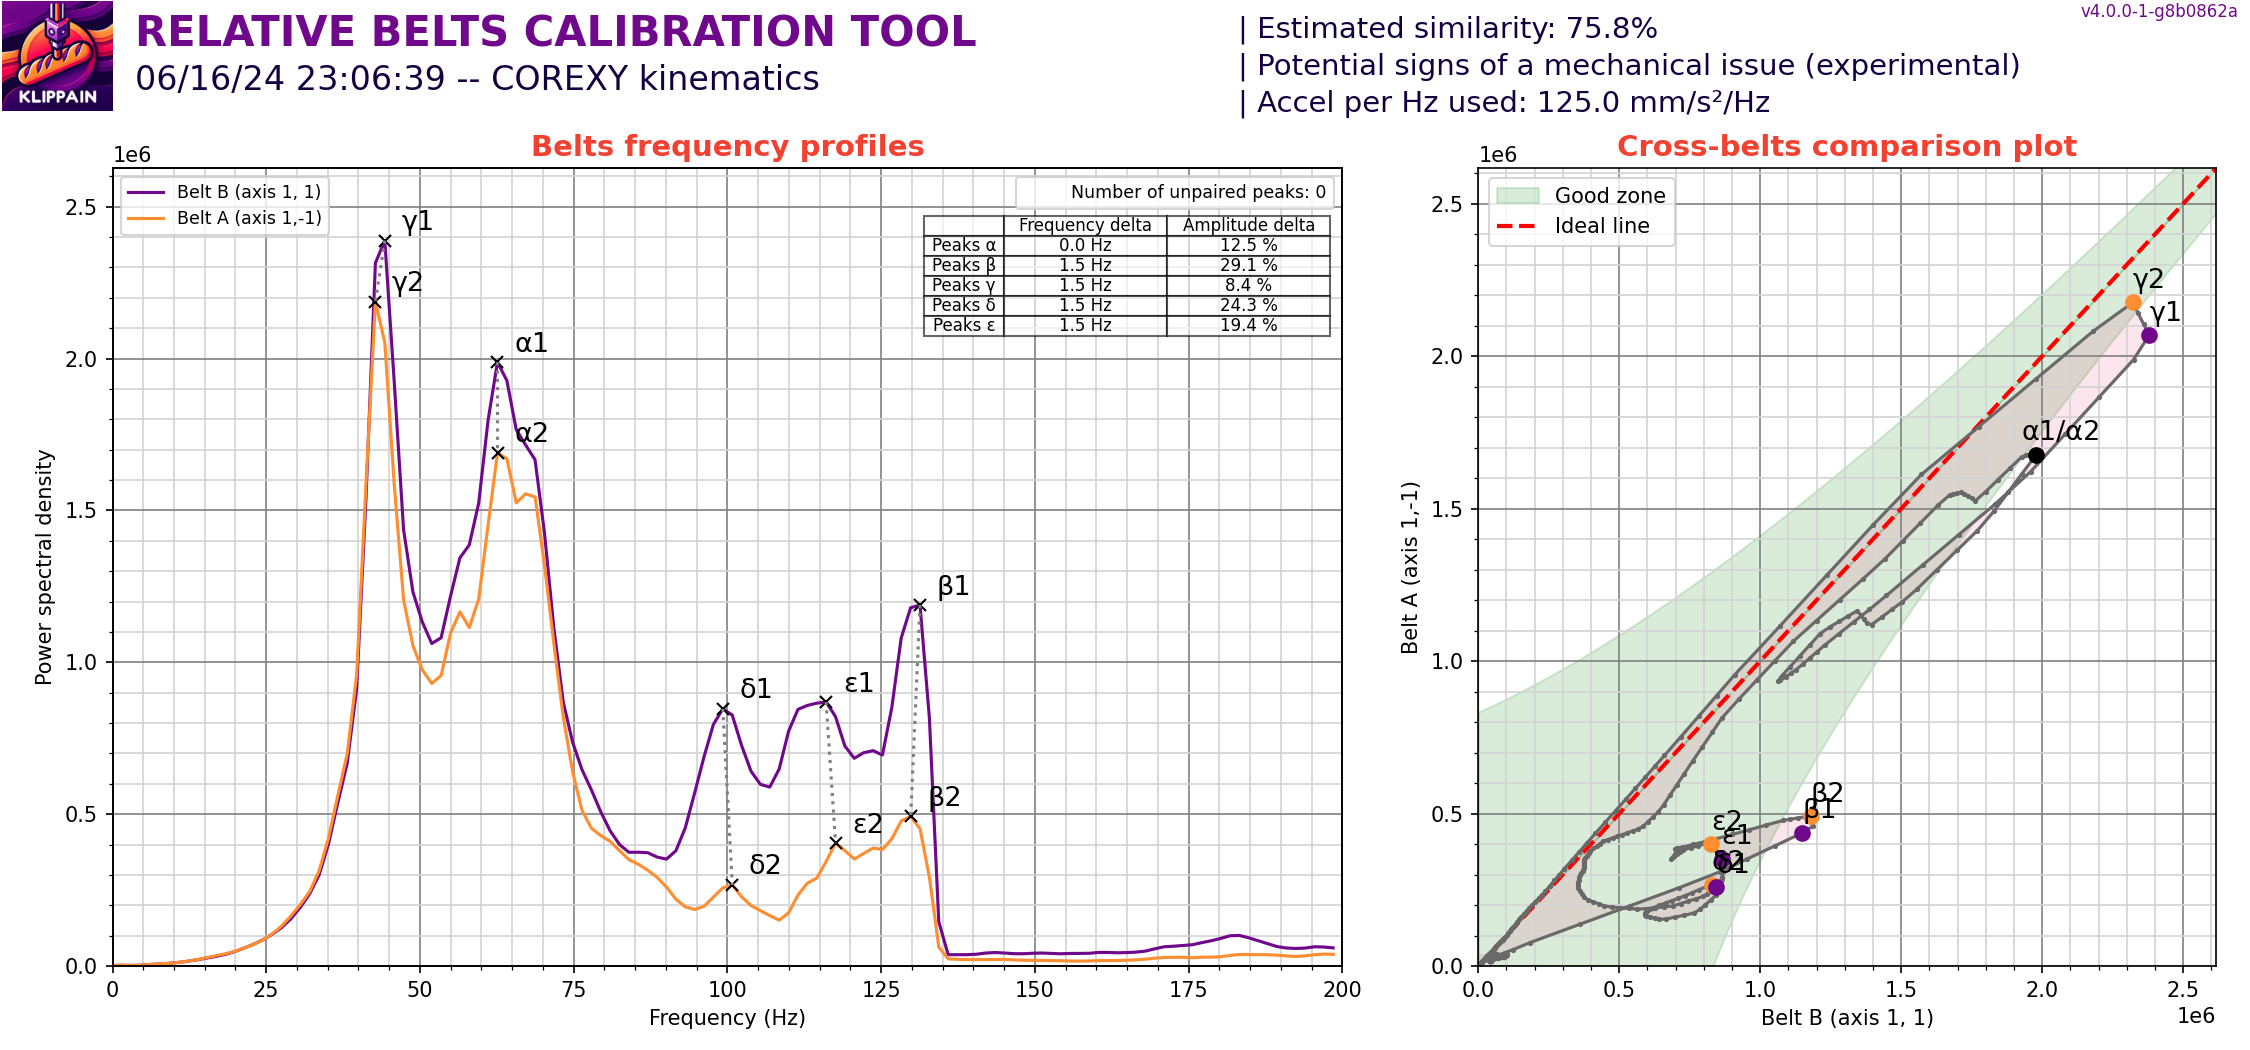 KLIPPAIN
RELATIVE BELTS CALIBRATION TOOL
06/16/24 23:06:39 -- COREXY kinematics
| Estimated similarity: 75.8%
| Potential signs of a mechanical issue (experimental)
| Accel per Hz used: 125.0 mm/s²/Hz
v4.0.0-1-g8b0862a
Belts frequency profiles
1e6
Belt B (axis 1, 1)
Belt A (axis 1,-1)
Number of unpaired peaks: 0
Frequency delta Amplitude delta
Peaks α 0.0 Hz 12.5 %
Peaks β 1.5 Hz 29.1 %
Peaks γ 1.5 Hz 8.4 %
Peaks δ 1.5 Hz 24.3 %
Peaks ε 1.5 Hz 19.4 %
γ1
γ2
α1
α2
β1
δ1
ε1
β2
ε2
δ2
2.5
2.0
1.5
1.0
0.5
0.0
Power spectral density
0 25 50 75 100 125 150 175 200
Frequency (Hz)
Cross-belts comparison plot
1e6
Good zone
Ideal line
γ2
γ1
α1/α2
β2
β1
ε2
ε1
δ2
δ1
2.5
2.0
1.5
1.0
0.5
0.0
Belt A (axis 1,-1)
0.0 0.5 1.0 1.5 2.0 2.5
Belt B (axis 1, 1)
1e6